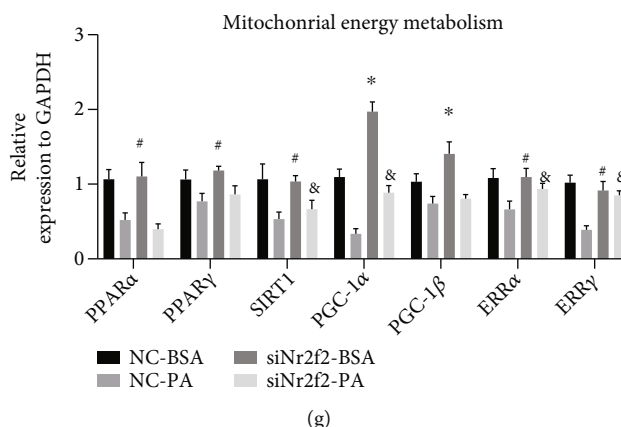 Mitochonrial energy metabolism
Relative
expression to GAPDH
3
2
1
0
# # # & * & * # & # &
PPARα PPARγ SIRT1 PGC-1α PGC-1β ERRα ERRγ
NC-BSA siNr2f2-BSA
NC-PA siNr2f2-PA
(g)